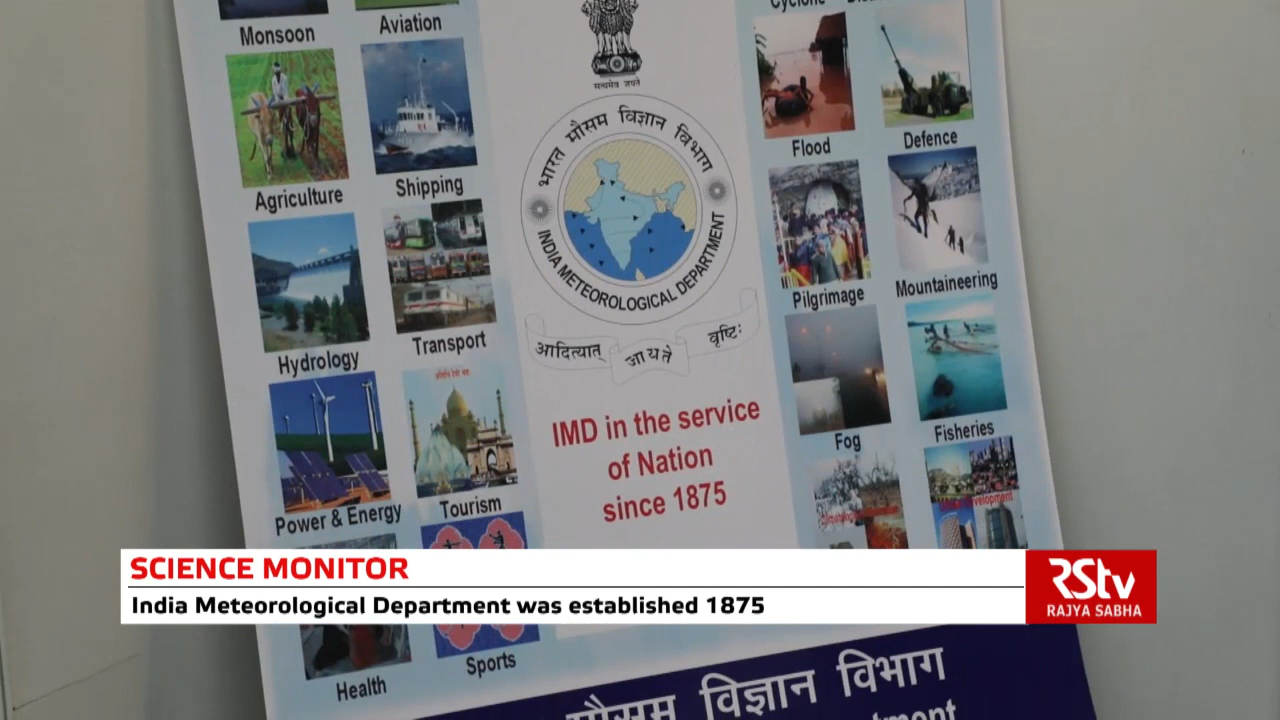 Monsoon
Aviation
Agriculture
Shipping
Hydrology
Transport
Power & Energy
Tourism
Health
Sports
सत्यमेव जयते
भारत मौसम विज्ञान विभाग
INDIA METEOROLOGICAL DEPARTMENT
आदित्यात् जायते वृष्टिः
IMD in the service
of Nation
since 1875
Cyclone
Flood
Defence
Pilgrimage
Mountaineering
Fog
Fisheries
SCIENCE MONITOR
India Meteorological Department was established 1875
RStv
RAJYA SABHA
मौसम विज्ञान विभाग